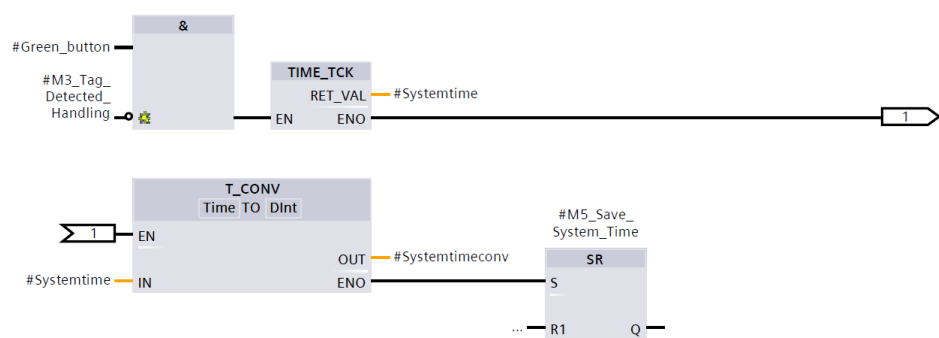 &
#Green_button
#M3_Tag_
Detected_
Handling
TIME_TCK
RET_VAL
#Systemtime
EN
ENO
1
T_CONV
Time TO DInt
1
EN
OUT
#Systemtimeconv
#Systemtime
IN
ENO
#M5_Save_
System_Time
SR
S
...
R1
Q